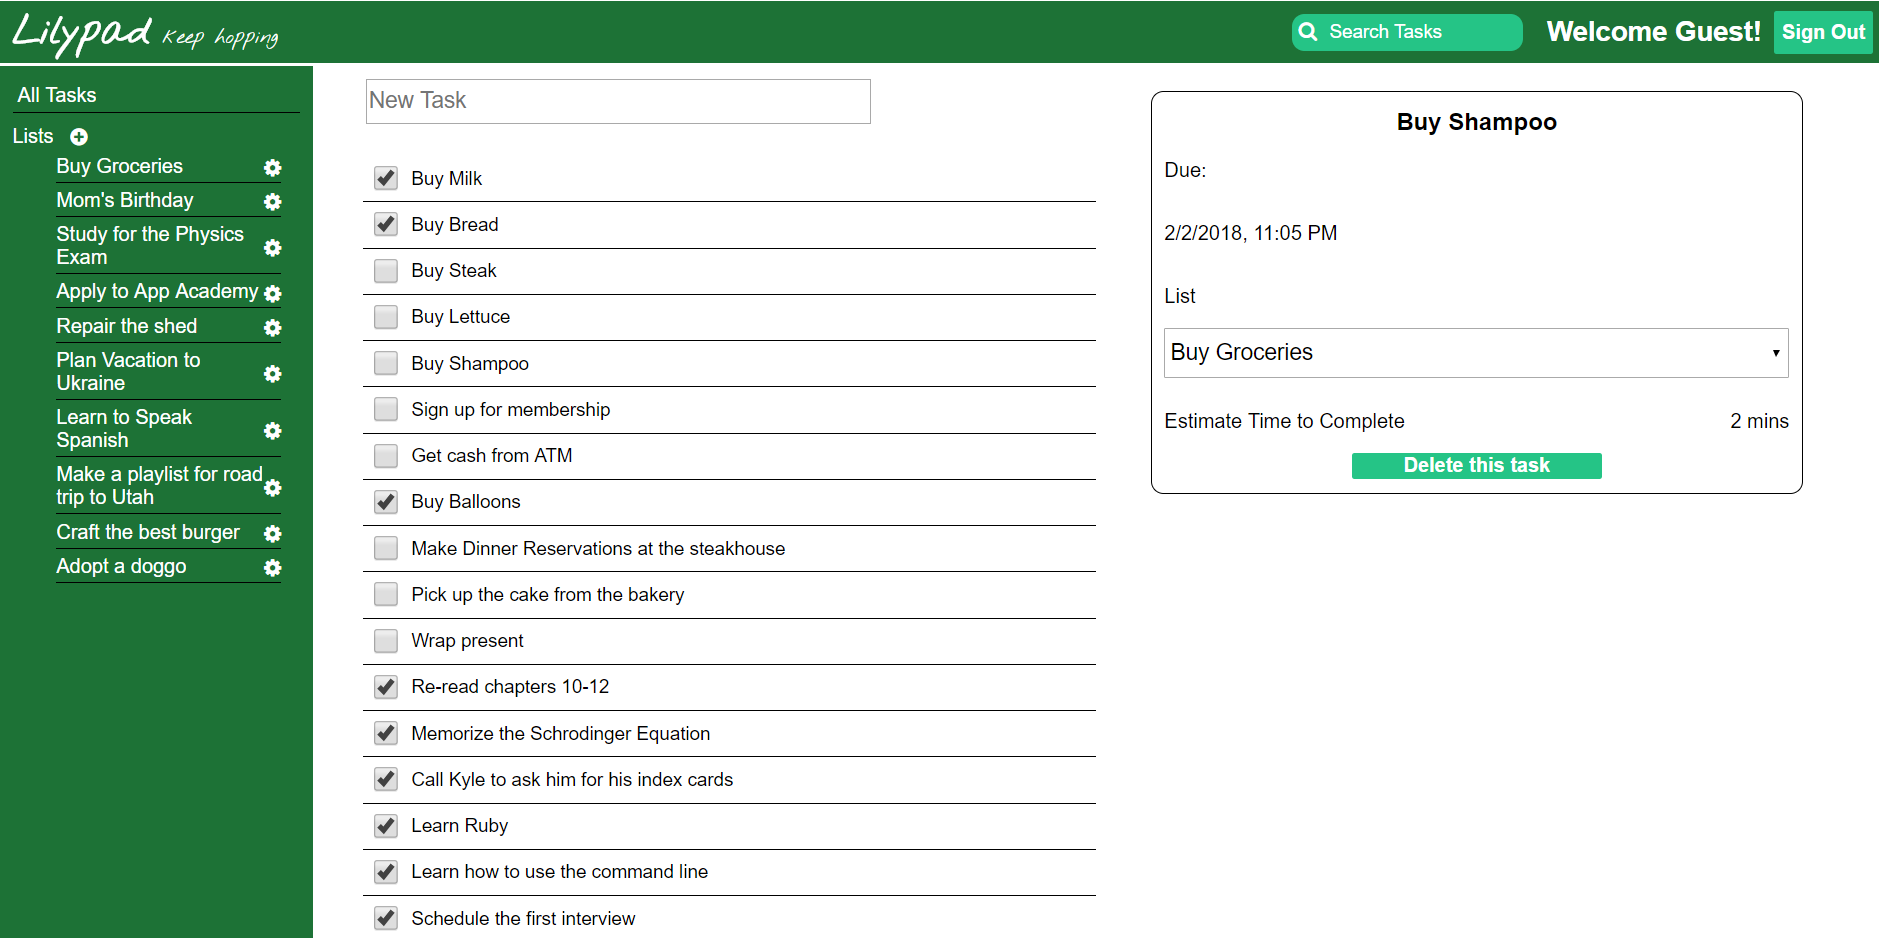 Lilypad Keep hopping
Search Tasks
Welcome Guest!
Sign Out
All Tasks
Lists
Buy Groceries
Mom's Birthday
Study for the Physics
Exam
Apply to App Academy
Repair the shed
Plan Vacation to
Ukraine
Learn to Speak
Spanish
Make a playlist for road
trip to Utah
Craft the best burger
Adopt a doggo
New Task
Buy Milk
Buy Bread
Buy Steak
Buy Lettuce
Buy Shampoo
Sign up for membership
Get cash from ATM
Buy Balloons
Make Dinner Reservations at the steakhouse
Pick up the cake from the bakery
Wrap present
Re-read chapters 10-12
Memorize the Schrodinger Equation
Call Kyle to ask him for his index cards
Learn Ruby
Learn how to use the command line
Schedule the first interview
Buy Shampoo
Due:
2/2/2018, 11:05 PM
List
Buy Groceries
Estimate Time to Complete 2 mins
Delete this task